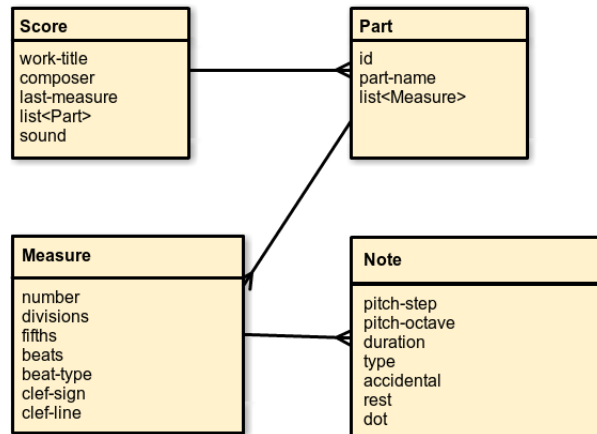 Score
work-title
composer
last-measure
list<Part>
sound
Part
id
part-name
list<Measure>
Measure
number
divisions
fifths
beats
beat-type
clef-sign
clef-line
Note
pitch-step
pitch-octave
duration
type
accidental
rest
dot